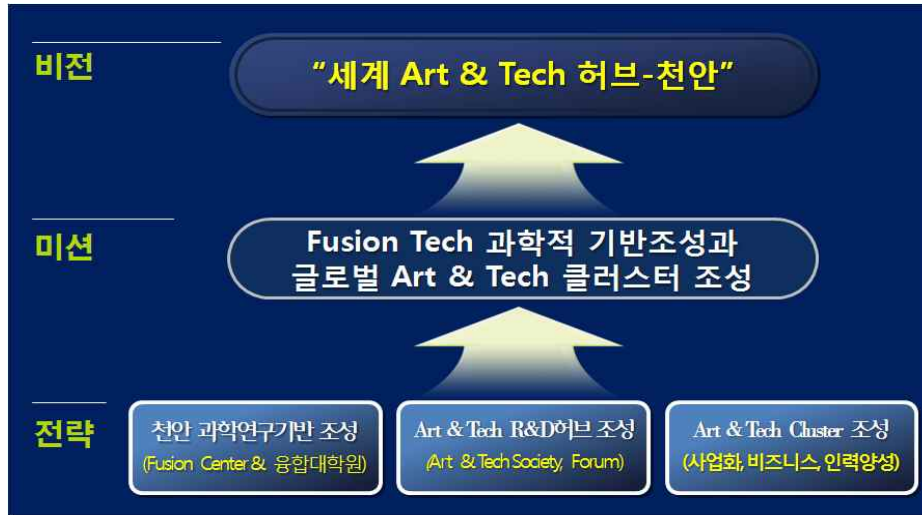 비전
“세계 Art & Tech 허브-천안”
미션
Fusion Tech 과학적 기반조성과
글로벌 Art & Tech 클러스터 조성
전략
천안 과학연구기반 조성
(Fusion Center & 융합대학원)
Art & Tech R&D허브 조성
(Art & Tech Society, Forum)
Art & Tech Cluster 조성
(사업화, 비즈니스, 인력양성)